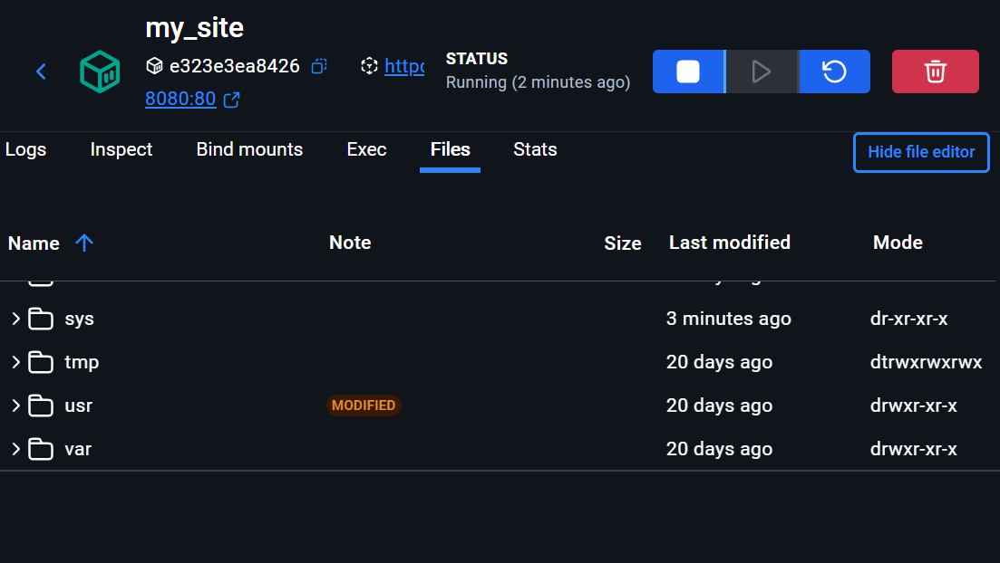 my_site
e323e3ea8426
STATUS
Running (2 minutes ago)
8080:80
Logs Inspect Bind mounts Exec Files Stats Hide file editor
Name Note Size Last modified Mode
sys 3 minutes ago dr-xr-xr-x
tmp 20 days ago dtrwxrwxrwx
usr MODIFIED 20 days ago drwxr-xr-x
var 20 days ago drwxr-xr-x